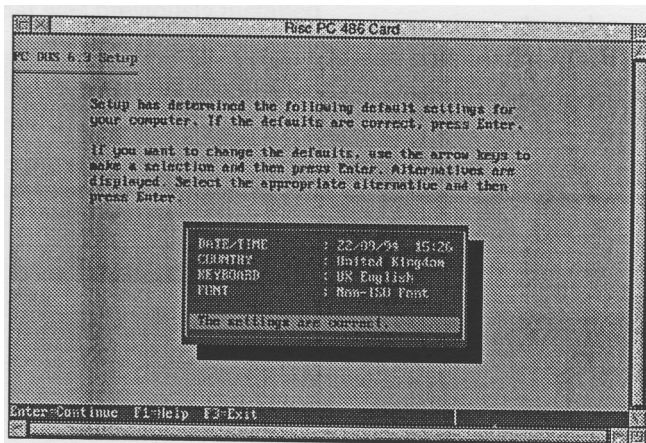 Risc PC 486 Card
PC DOS 6.3 Setup
Setup has determined the following default settings for
your computer. If the defaults are correct, press Enter.
If you want to change the defaults, use the arrow keys to
make a selection and then press Enter. Alternatives are
displayed. Select the appropriate alternative and then
press Enter.
DATE/TIME : 22/09/94 15:26
COUNTRY : United Kingdom
KEYBOARD : UK English
FONT : Non-ISO Font
The settings are correct.
Enter=Continue F1=Help F3=Exit